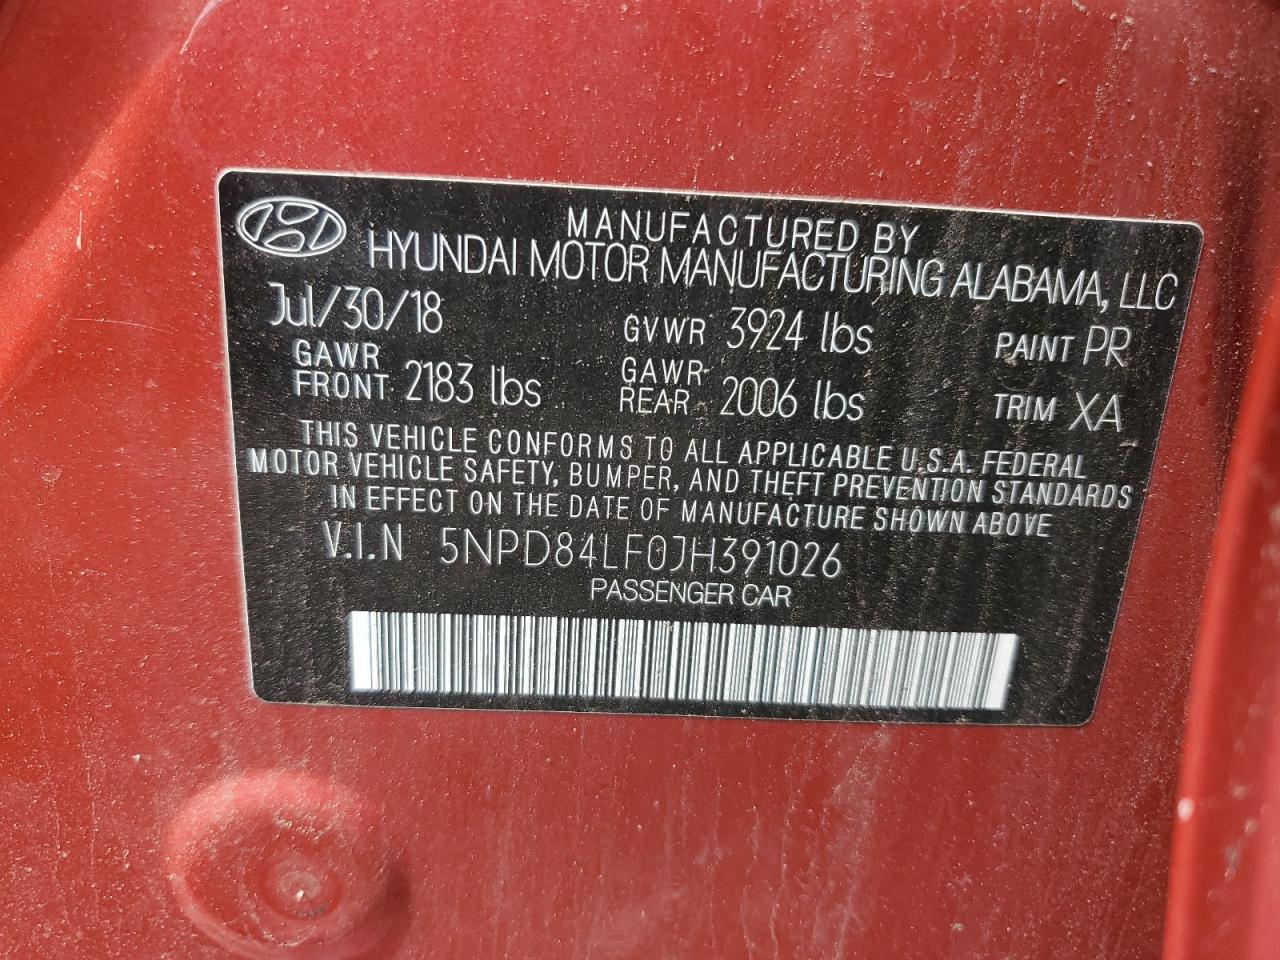 MANUFACTURED BY
HYUNDAI MOTOR MANUFACTURING ALABAMA, LLC
Jul/30/18 GVWR 3924 lbs PAINT PR
GAWR FRONT 2183 lbs GAWR REAR 2006 lbs TRIM XA
THIS VEHICLE CONFORMS TO ALL APPLICABLE U.S.A. FEDERAL
MOTOR VEHICLE SAFETY, BUMPER, AND THEFT PREVENTION STANDARDS
IN EFFECT ON THE DATE OF MANUFACTURE SHOWN ABOVE
V.I.N 5NPD84LF0JH391026
PASSENGER CAR